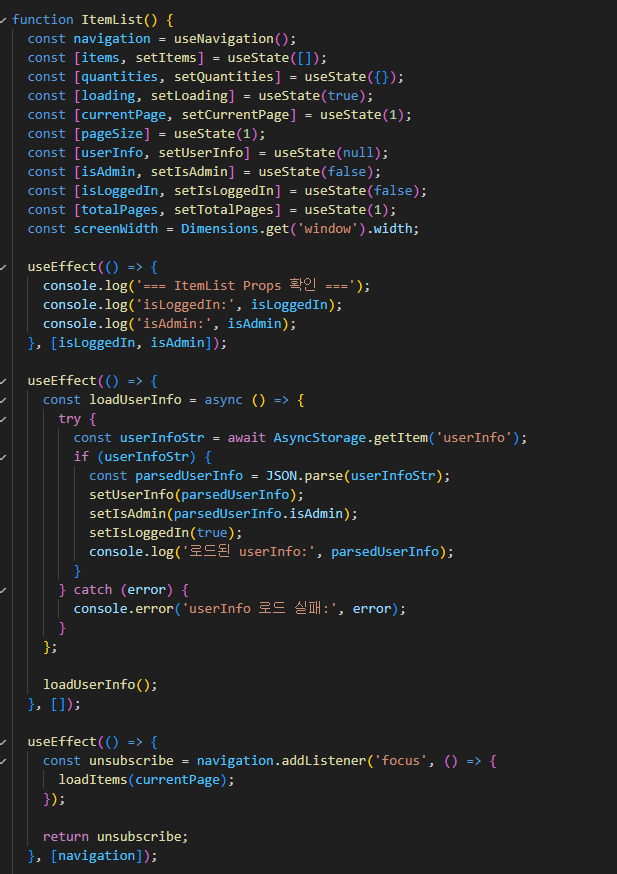 function ItemList() {
const navigation = useNavigation();
const [items, setItems] = useState([]);
const [quantities, setQuantities] = useState({});
const [loading, setLoading] = useState(true);
const [currentPage, setCurrentPage] = useState(1);
const [pageSize] = useState(1);
const [userInfo, setUserInfo] = useState(null);
const [isAdmin, setIsAdmin] = useState(false);
const [isLoggedIn, setIsLoggedIn] = useState(false);
const [totalPages, setTotalPages] = useState(1);
const screenWidth = Dimensions.get('window').width;
useEffect(() => {
console.log('=== ItemList Props 확인 ===');
console.log('isLoggedIn:', isLoggedIn);
console.log('isAdmin:', isAdmin);
}, [isLoggedIn, isAdmin]);
useEffect(() => {
const loadUserInfo = async () => {
try {
const userInfoStr = await AsyncStorage.getItem('userInfo');
if (userInfoStr) {
const parsedUserInfo = JSON.parse(userInfoStr);
setUserInfo(parsedUserInfo);
setIsAdmin(parsedUserInfo.isAdmin);
setIsLoggedIn(true);
console.log('로드된 userInfo:', parsedUserInfo);
}
} catch (error) {
console.error('userInfo 로드 실패:', error);
}
};
loadUserInfo();
}, []);
useEffect(() => {
const unsubscribe = navigation.addListener('focus', () => {
loadItems(currentPage);
});
return unsubscribe;
}, [navigation]);